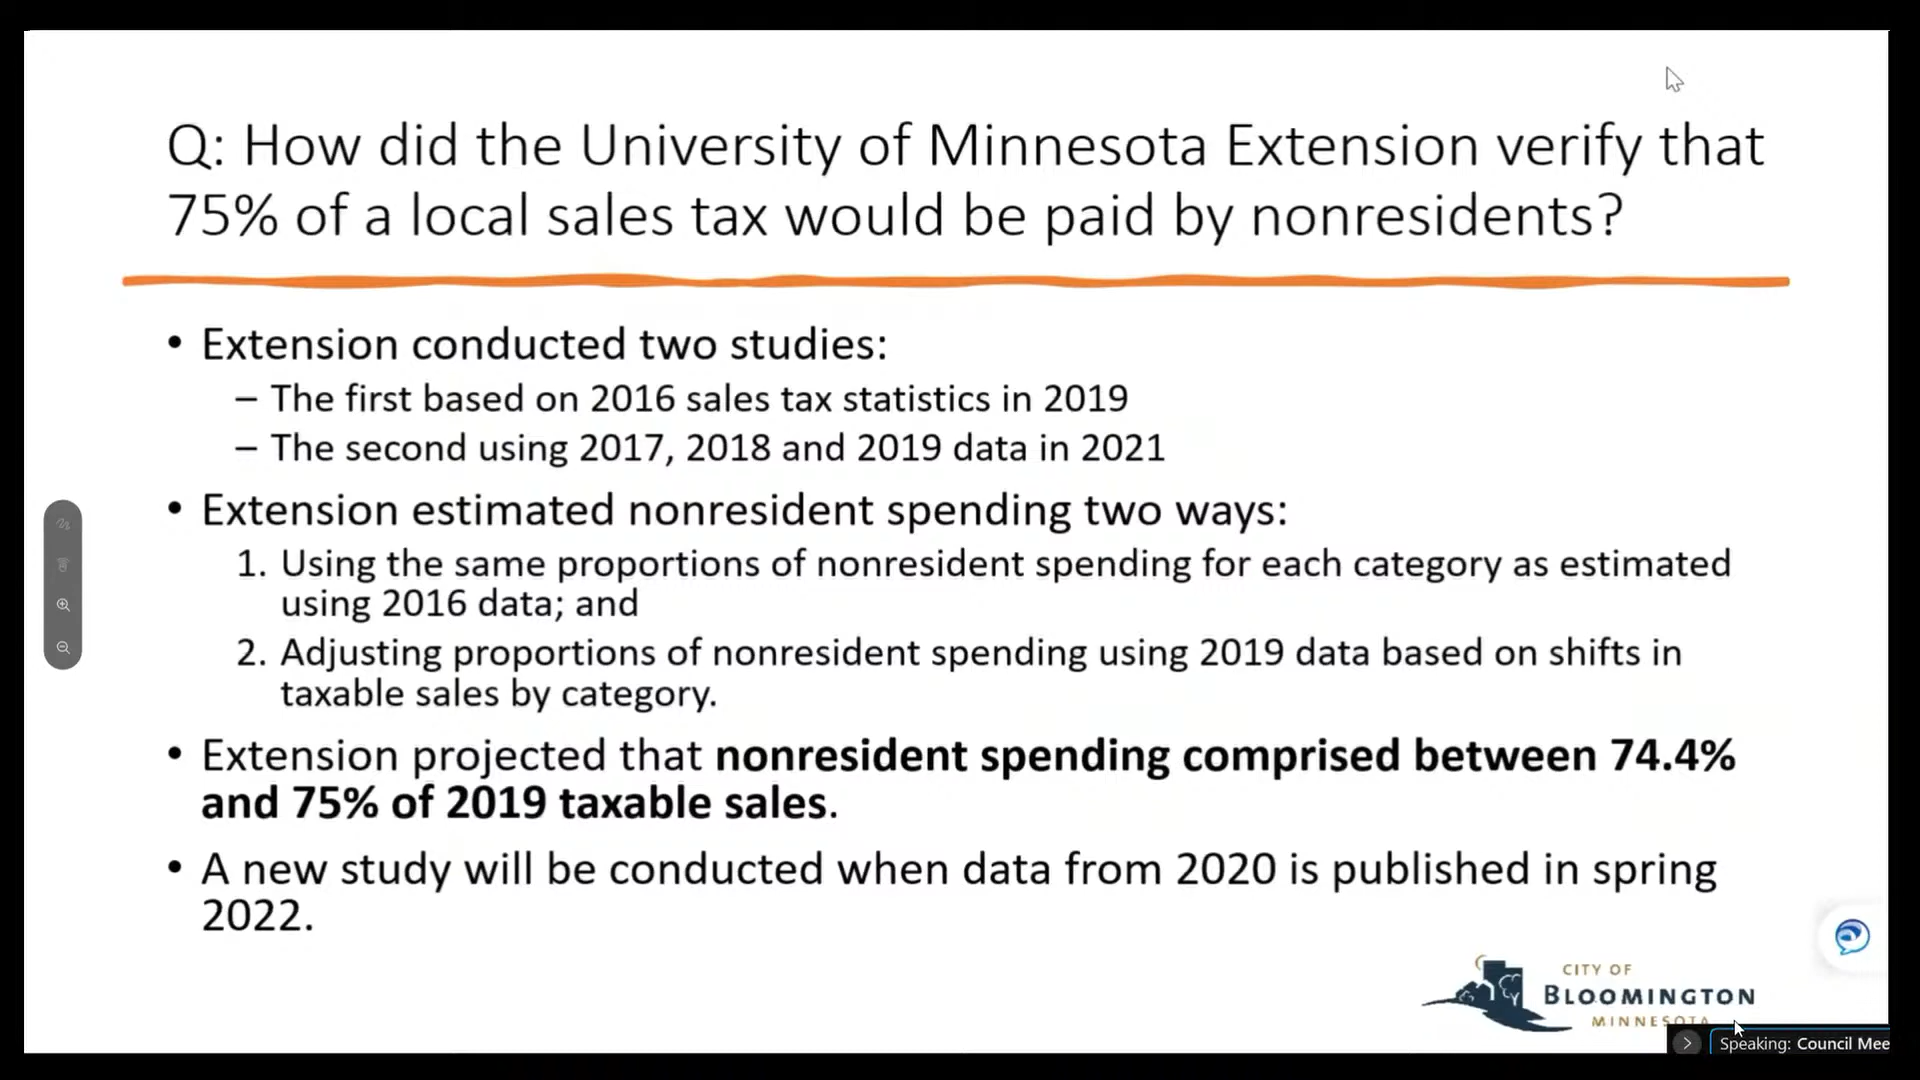 Q: How did the University of Minnesota Extension verify that
75% of a local sales tax would be paid by nonresidents?
• Extension conducted two studies:
– The first based on 2016 sales tax statistics in 2019
– The second using 2017, 2018 and 2019 data in 2021
• Extension estimated nonresident spending two ways:
1. Using the same proportions of nonresident spending for each category as estimated
using 2016 data; and
2. Adjusting proportions of nonresident spending using 2019 data based on shifts in
taxable sales by category.
• Extension projected that nonresident spending comprised between 74.4%
and 75% of 2019 taxable sales.
• A new study will be conducted when data from 2020 is published in spring
2022.
CITY OF
BLOOMINGTON
MINNESOTA
Speaking: Council Mee